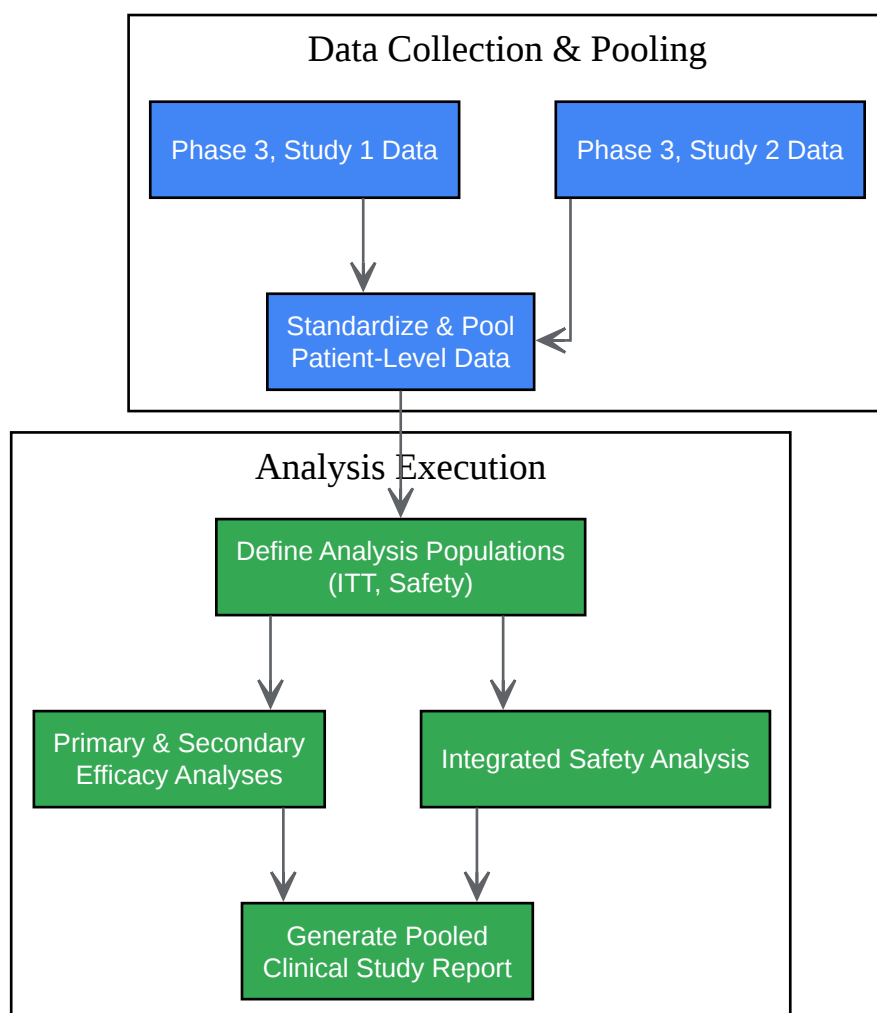 Data Collection & Pooling
Phase 3, Study 1 Data
Phase 3, Study 2 Data
Standardize & Pool
Patient-Level Data
Analysis Execution
Define Analysis Populations
(ITT, Safety)
Primary & Secondary
Efficacy Analyses
Integrated Safety Analysis
Generate Pooled
Clinical Study Report